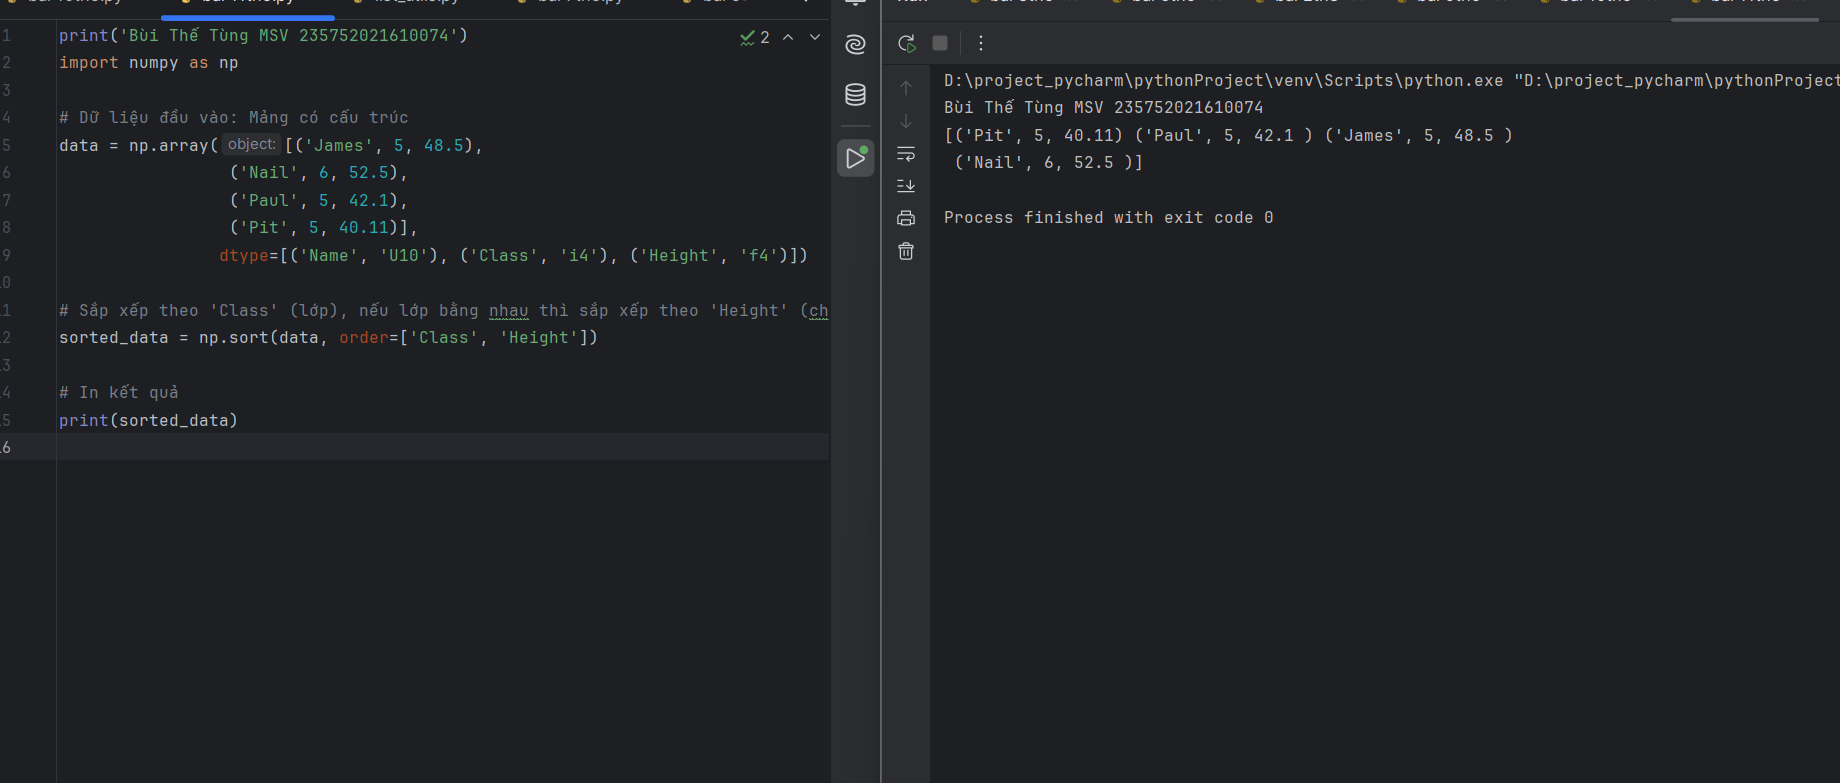 print('Bùi Thế Tùng MSV 235752021610074')
2
import numpy as np
# Dữ liệu đầu vào: Mảng có cấu trúc
data = np.array( object: [('James', 5, 48.5),
('Nail', 6, 52.5),
('Paul', 5, 42.1),
('Pit', 5, 40.11)],
dtype=[('Name', 'U10'), ('Class', 'i4'), ('Height', 'f4')])
# Sắp xếp theo 'Class' (lớp), nếu lớp bằng nhau thì sắp xếp theo 'Height' (ch
sorted_data = np.sort(data, order=['Class', 'Height'])
# In kết quả
print(sorted_data)
D:\project_pycharm\pythonProject\venv\Scripts\python.exe "D:\project_pycharm\pythonProject
Bùi Thế Tùng MSV 235752021610074
[('Pit', 5, 40.11) ('Paul', 5, 42.1 ) ('James', 5, 48.5 )
('Nail', 6, 52.5 )]
Process finished with exit code 0